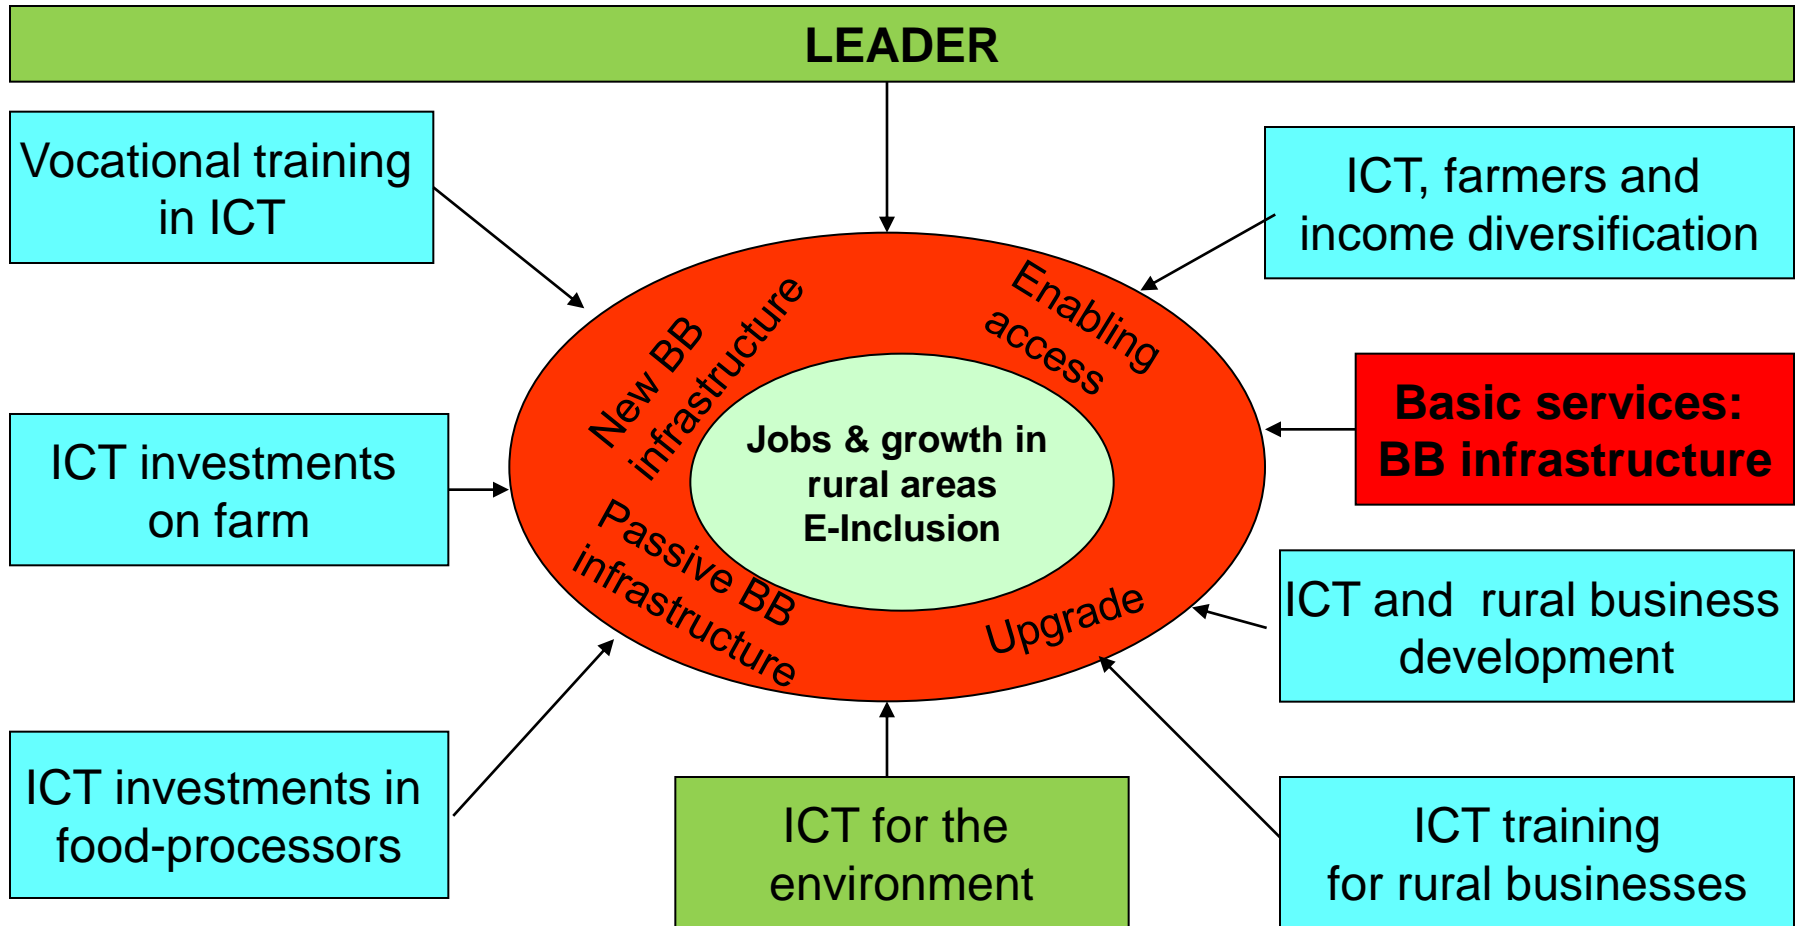 LEADER
Vocational training
in ICT
ICT, farmers and
income diversification
New BB
infrastructure
Enabling
access
Basic services:
BB infrastructure
ICT investments
on farm
Jobs & growth in
rural areas
E-Inclusion
Passive BB
infrastructure
Upgrade
ICT and rural business
development
ICT investments in
food-processors
ICT for the
environment
ICT training
for rural businesses